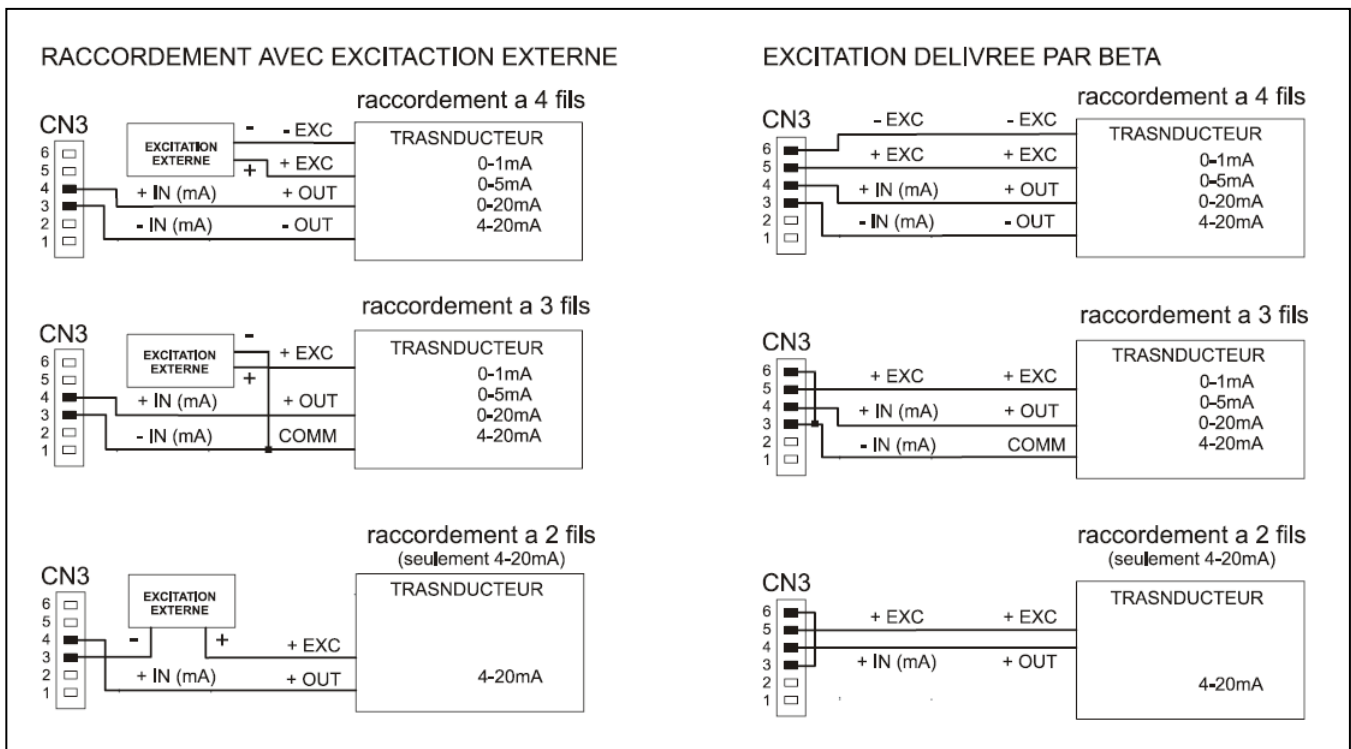 RACCORDEMENT AVEC EXCITACTION EXTERNE
raccordement a 4 fils
CN3
6
5
4
3
2
1
EXCITATION
EXTERNE
-
+
- EXC
+ EXC
+ IN (mA)
+ OUT
- IN (mA)
- OUT
TRASNDUCTEUR
0-1mA
0-5mA
0-20mA
4-20mA
raccordement a 3 fils
CN3
6
5
4
3
2
1
EXCITATION
EXTERNE
-
+
+ EXC
+ IN (mA)
+ OUT
- IN (mA)
COMM
TRASNDUCTEUR
0-1mA
0-5mA
0-20mA
4-20mA
raccordement a 2 fils
(seulement 4-20mA)
CN3
6
5
4
3
2
1
EXCITATION
EXTERNE
-
+
+ EXC
+ IN (mA)
+ OUT
TRASNDUCTEUR
4-20mA
EXCITATION DELIVREE PAR BETA
raccordement a 4 fils
CN3
6
5
4
3
2
1
- EXC
- EXC
+ EXC
+ EXC
+ IN (mA)
+ OUT
- IN (mA)
- OUT
TRASNDUCTEUR
0-1mA
0-5mA
0-20mA
4-20mA
raccordement a 3 fils
CN3
6
5
4
3
2
1
+ EXC
+ EXC
+ IN (mA)
+ OUT
- IN (mA)
COMM
TRASNDUCTEUR
0-1mA
0-5mA
0-20mA
4-20mA
raccordement a 2 fils
(seulement 4-20mA)
CN3
6
5
4
3
2
1
+ EXC
+ EXC
+ IN (mA)
+ OUT
TRASNDUCTEUR
4-20mA